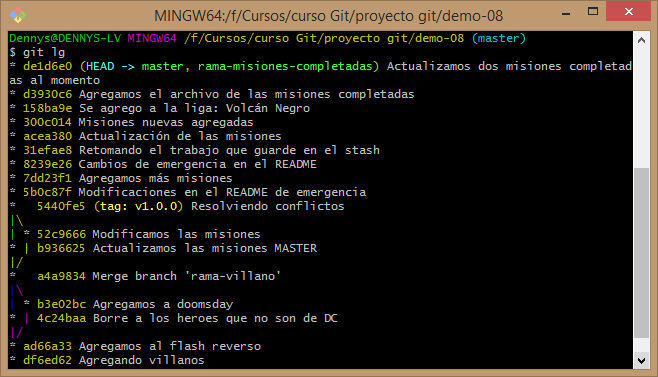 MINGW64:/f/Cursos/curso Git/proyecto git/demo-08
Dennys@DENNYS-LV MINGW64 /f/Cursos/curso Git/proyecto git/demo-08 (master)
$ git lg
* de1d6e0 (HEAD -> master, rama-misiones-completadas) Actualizamos dos misiones completad
as al momento
* d3930c6 Agregamos el archivo de las misiones completadas
* 158ba9e Se agrego a la liga: Volcán Negro
* 300c014 Misiones nuevas agregadas
* acea380 Actualización de las misiones
* 31efae8 Retomando el trabajo que guarde en el stash
* 8239e26 Cambios de emergencia en el README
* 7dd23f1 Agregamos más misiones
* 5b0c87f Modificaciones en el README de emergencia
*   5440fe5 (tag: v1.0.0) Resolviendo conflictos
|\
| * 52c9666 Modificamos las misiones
* | b936625 Actualizamos las misiones MASTER
|/
*   a4a9834 Merge branch 'rama-villano'
|\
| * b3e02bc Agregamos a doomsday
* | 4c24baa Borre a los heroes que no son de DC
|/
* ad66a33 Agregamos al flash reverso
* df6ed62 Agregando villanos